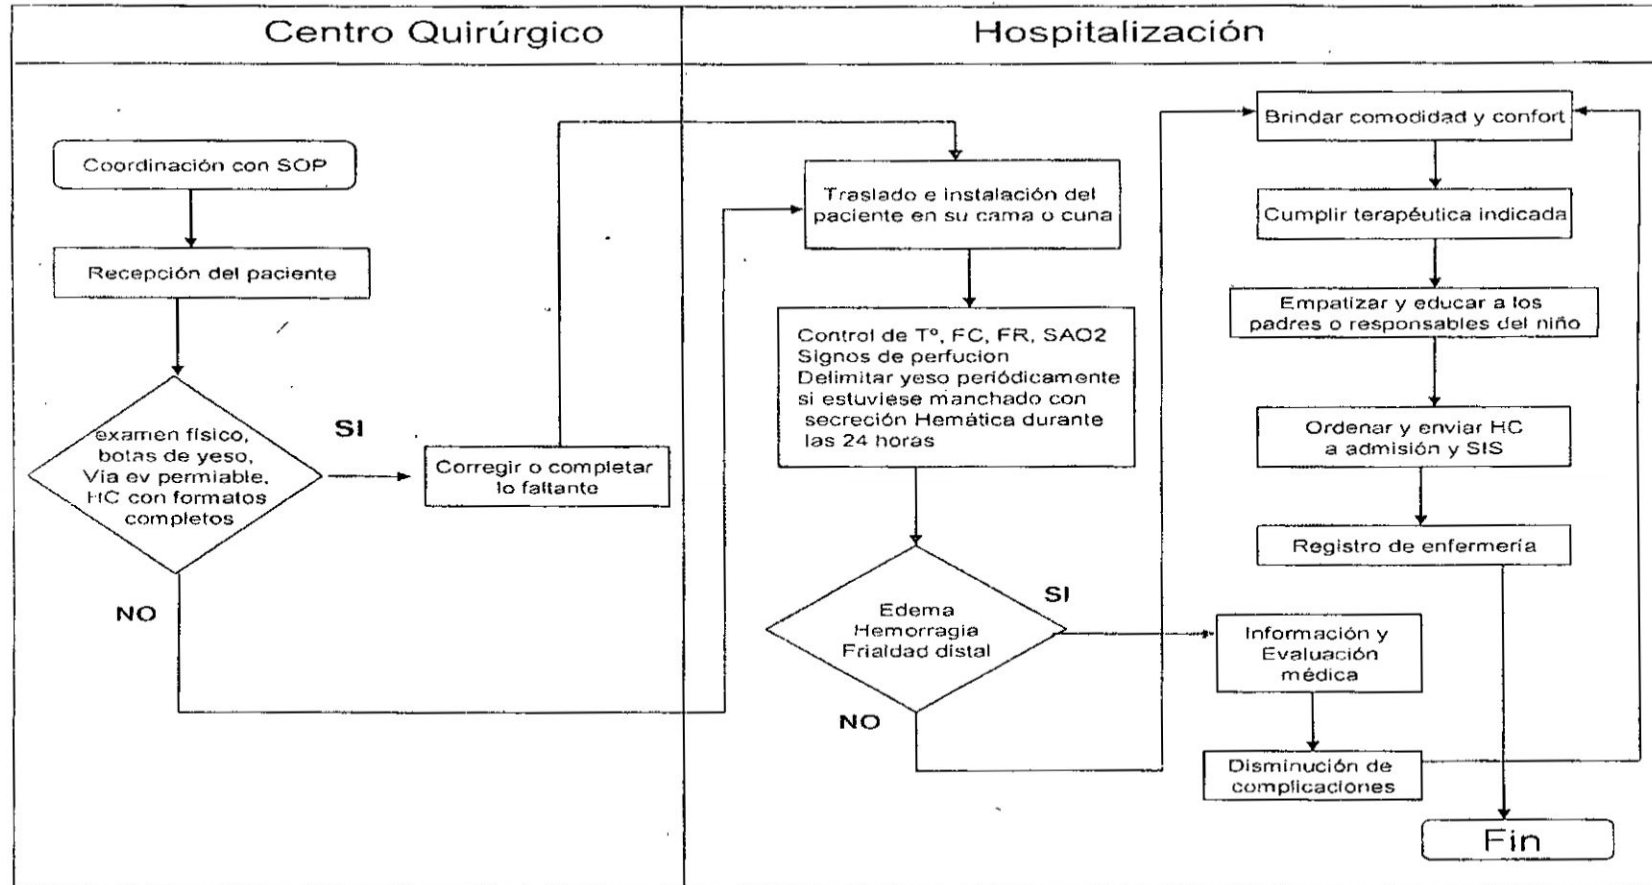 Centro Quirúrgico
Hospitalización
Coordinación con SOP
Recepción del paciente
examen físico,
botas de yeso,
Via ev permiable,
HC con formatos
completos
SI
NO
Corregir o completar
lo faltante
Traslado e instalación del
paciente en su cama o cuna
Control de Tº, FC, FR, SAO2
Signos de perfucion
Delimitar yeso periódicamente
si estuviese manchado con
secreción Hemática durante
las 24 horas
Edema
Hemorragia
Frialdad distal
SI
NO
Información y
Evaluación
médica
Disminución de
complicaciones
Brindar comodidad y confort
Cumplir terapéutica indicada
Empatizar y educar a los
padres o responsables del niño
Ordenar y enviar HC
a admisión y SIS
Registro de enfermería
Fin